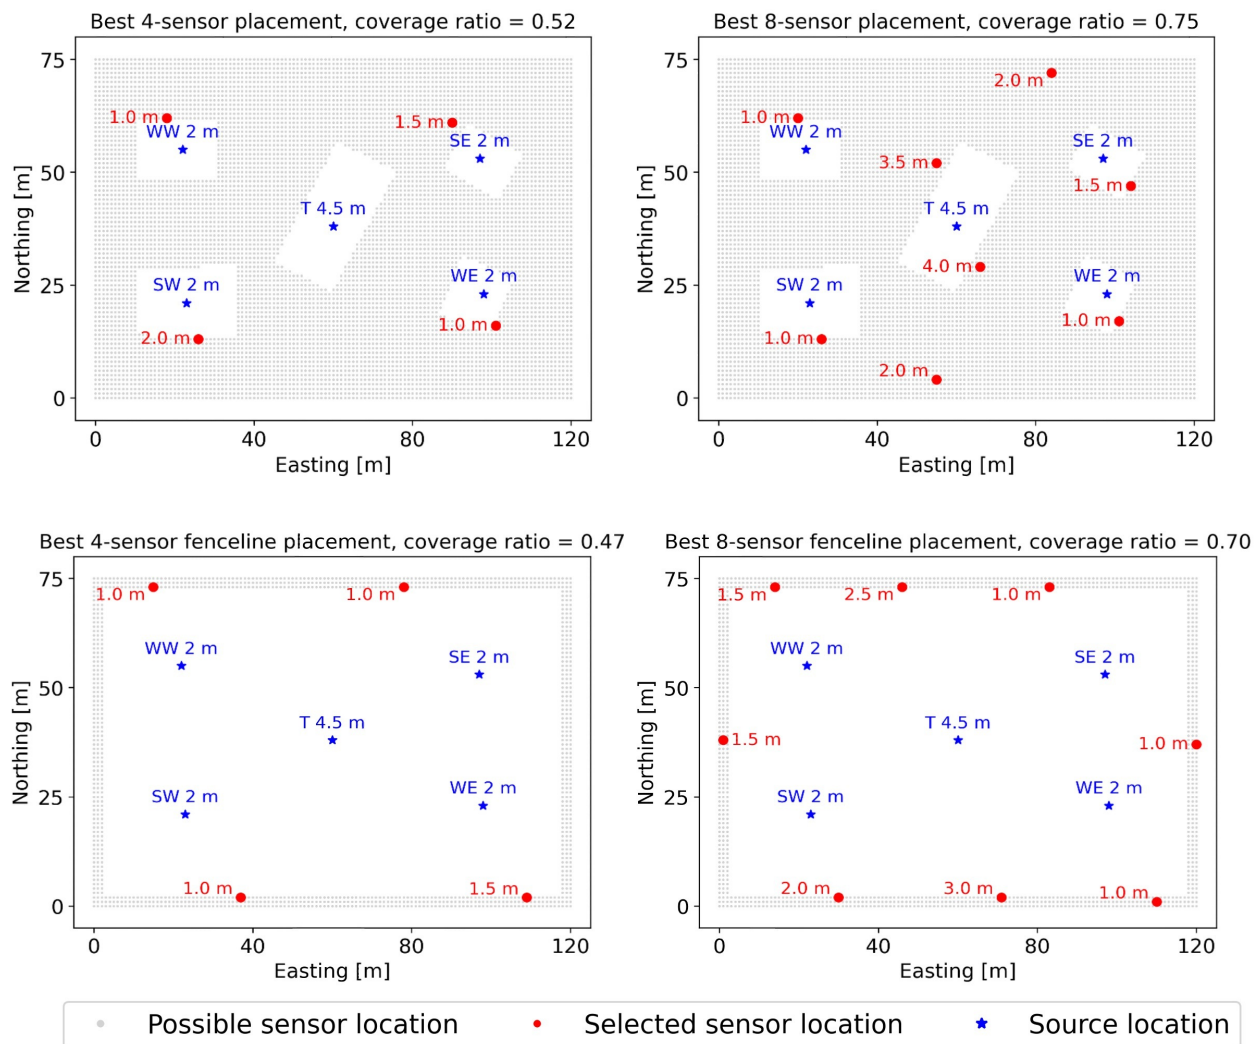 Best 4-sensor placement, coverage ratio = 0.52
75
50
25
0
Northing [m]
1.0 m
WW 2 m
1.5 m
SE 2 m
T 4.5 m
SW 2 m
WE 2 m
2.0 m
1.0 m
0 40 80 120
Easting [m]
Best 8-sensor placement, coverage ratio = 0.75
75
50
25
0
Northing [m]
2.0 m
1.0 m
WW 2 m
SE 2 m
3.5 m
1.5 m
T 4.5 m
4.0 m
SW 2 m
WE 2 m
1.0 m
1.0 m
2.0 m
0 40 80 120
Easting [m]
Best 4-sensor fenceline placement, coverage ratio = 0.47
75
50
25
0
Northing [m]
1.0 m
1.0 m
WW 2 m
SE 2 m
T 4.5 m
SW 2 m
WE 2 m
1.0 m
1.5 m
0 40 80 120
Easting [m]
Best 8-sensor fenceline placement, coverage ratio = 0.70
75
50
25
0
Northing [m]
1.5 m
2.5 m
1.0 m
WW 2 m
SE 2 m
T 4.5 m
1.5 m
1.0 m
SW 2 m
WE 2 m
2.0 m
3.0 m
1.0 m
0 40 80 120
Easting [m]
Possible sensor location
Selected sensor location
Source location